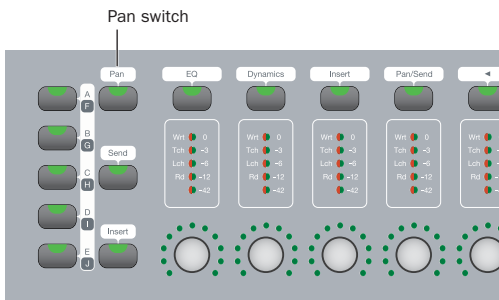 Pan switch
Pan EQ Dynamics Insert Pan/Send
A
F
B
G
C
H
D
I
E
J
Send
Insert
Wrt 0 Wrt 0 Wrt 0 Wrt 0 Wrt
Tch -3 Tch -3 Tch -3 Tch -3 Tch
Lch -6 Lch -6 Lch -6 Lch -6 Lch
Rd -12 Rd -12 Rd -12 Rd -12 Rd
-42 -42 -42 -42